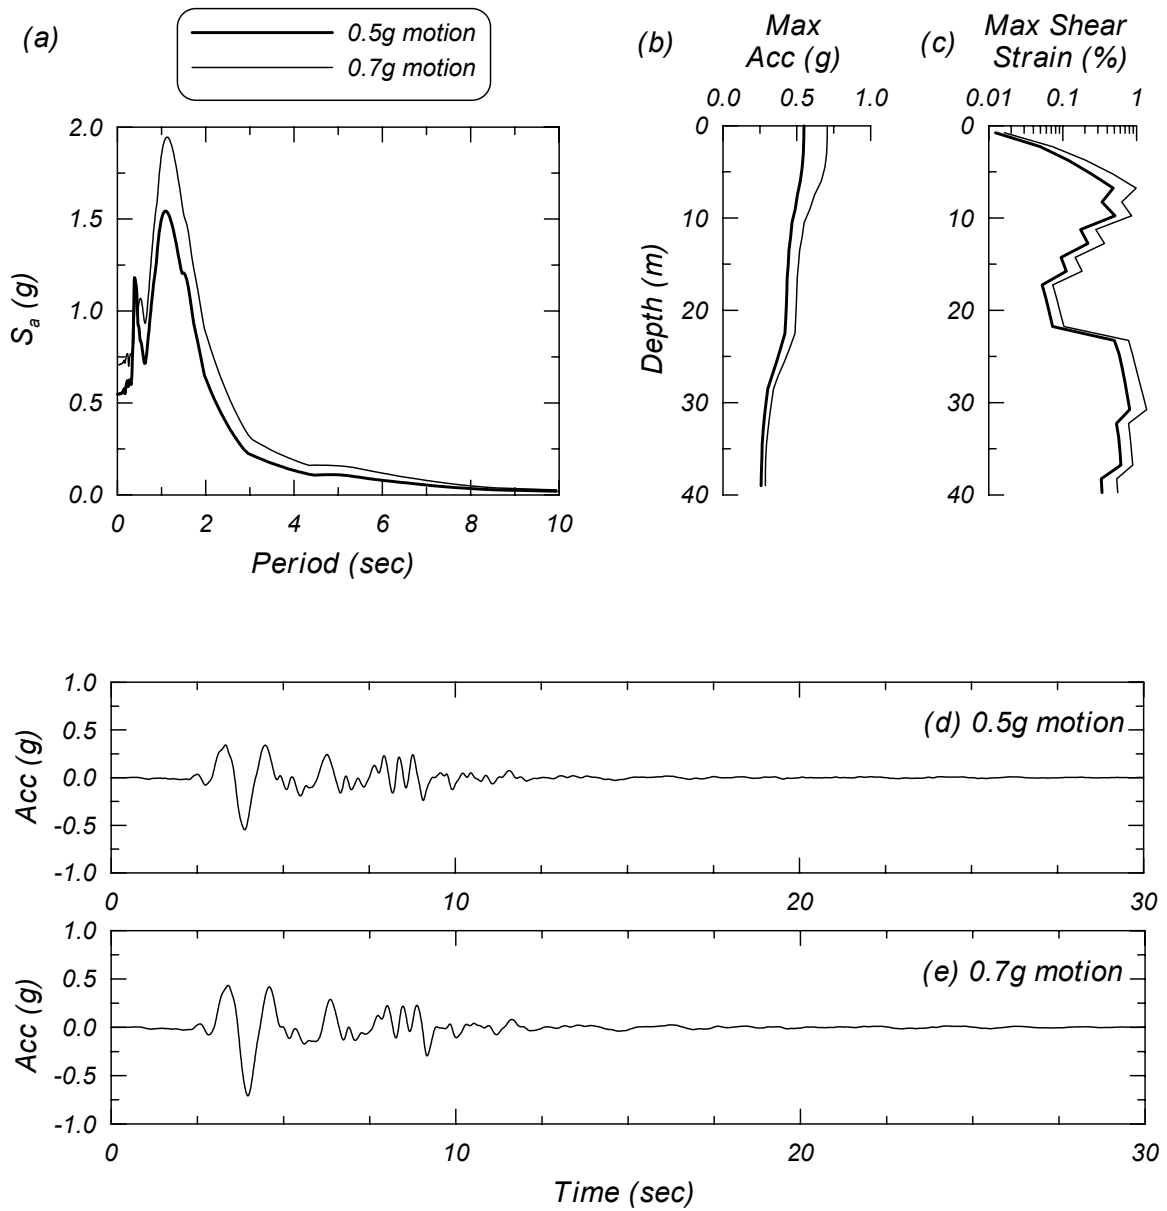 (a)
0.5g motion
0.7g motion
2.0
1.5
1.0
0.5
0.0
S_a (g)
0 2 4 6 8 10
Period (sec)
(b)
Max
Acc (g)
0.0 0.5 1.0
0
10
20
30
40
Depth (m)
(c)
Max Shear
Strain (%)
0.01 0.1 1
0
10
20
30
40
1.0
0.5
0.0
-0.5
-1.0
Acc (g)
(d) 0.5g motion
0 10 20 30
1.0
0.5
0.0
-0.5
-1.0
Acc (g)
(e) 0.7g motion
0 10 20 30
Time (sec)